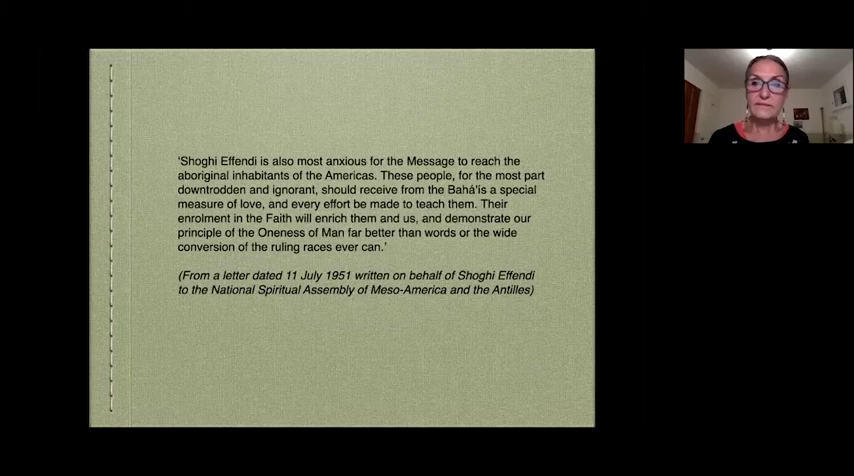 'Shoghi Effendi is also most anxious for the Message to reach the
aboriginal inhabitants of the Americas. These people, for the most part
downtrodden and ignorant, should receive from the Bahá'ís a special
measure of love, and every effort be made to teach them. Their
enrolment in the Faith will enrich them and us, and demonstrate our
principle of the Oneness of Man far better than words or the wide
conversion of the ruling races ever can.'
(From a letter dated 11 July 1951 written on behalf of Shoghi Effendi
to the National Spiritual Assembly of Meso-America and the Antilles)